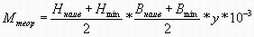 M_теор = (H_наиб + H_min)/2 * (B_наиб + B_min)/2 * y * 10^-3